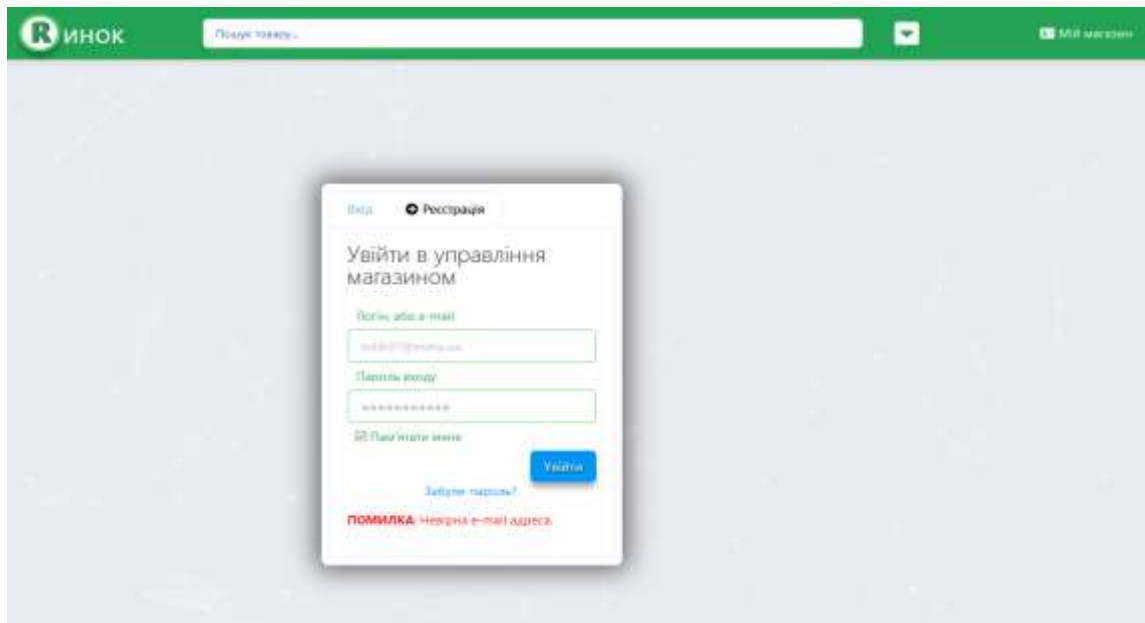 Rинок
Пошук товару...
Мій магазин
Вхід
Реєстрація
Увійти в управління
магазином
Логін, або e-mail
Пароль входу
***********
Пам'ятати мене
Увійти
Забули пароль?
ПОМИЛКА: Невірна e-mail адреса.